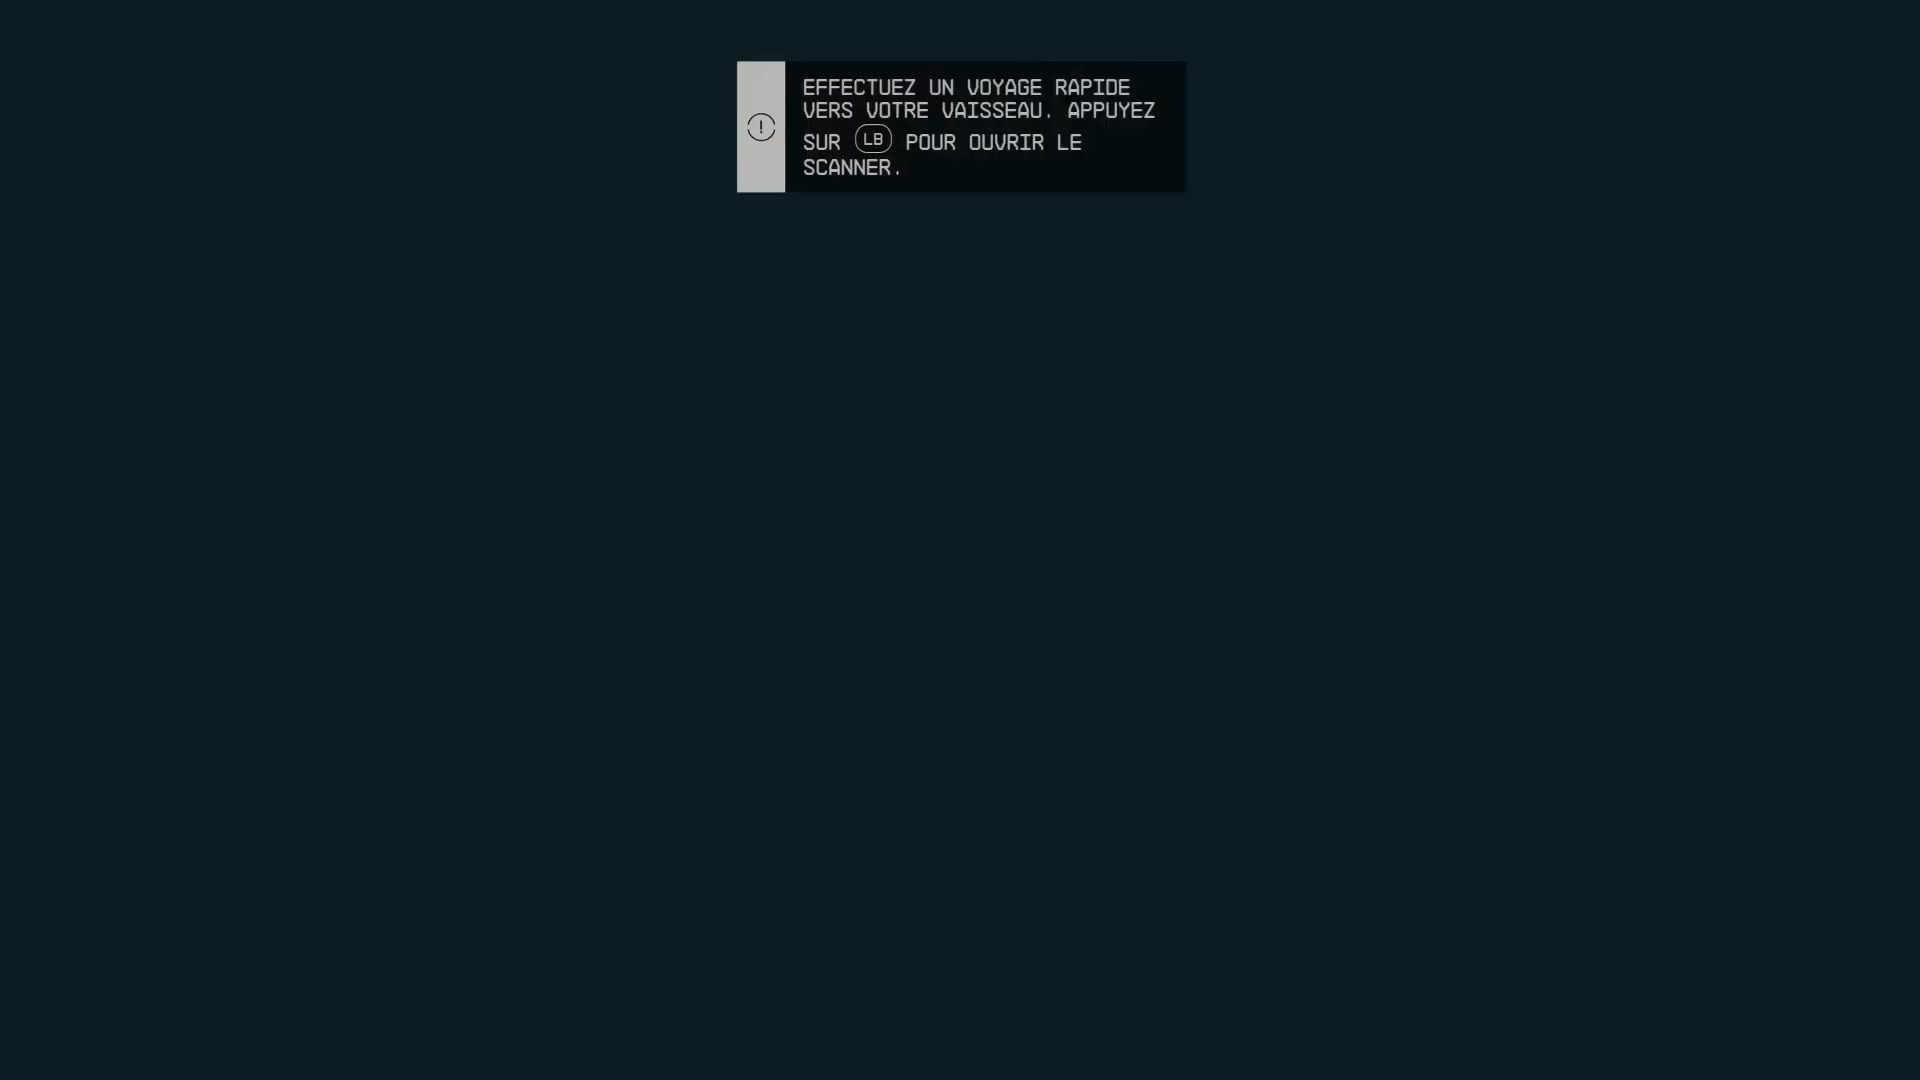 EFFECTUEZ UN VOYAGE RAPIDE
VERS VOTRE VAISSEAU. APPUYEZ
SUR LB POUR OUVRIR LE
SCANNER.